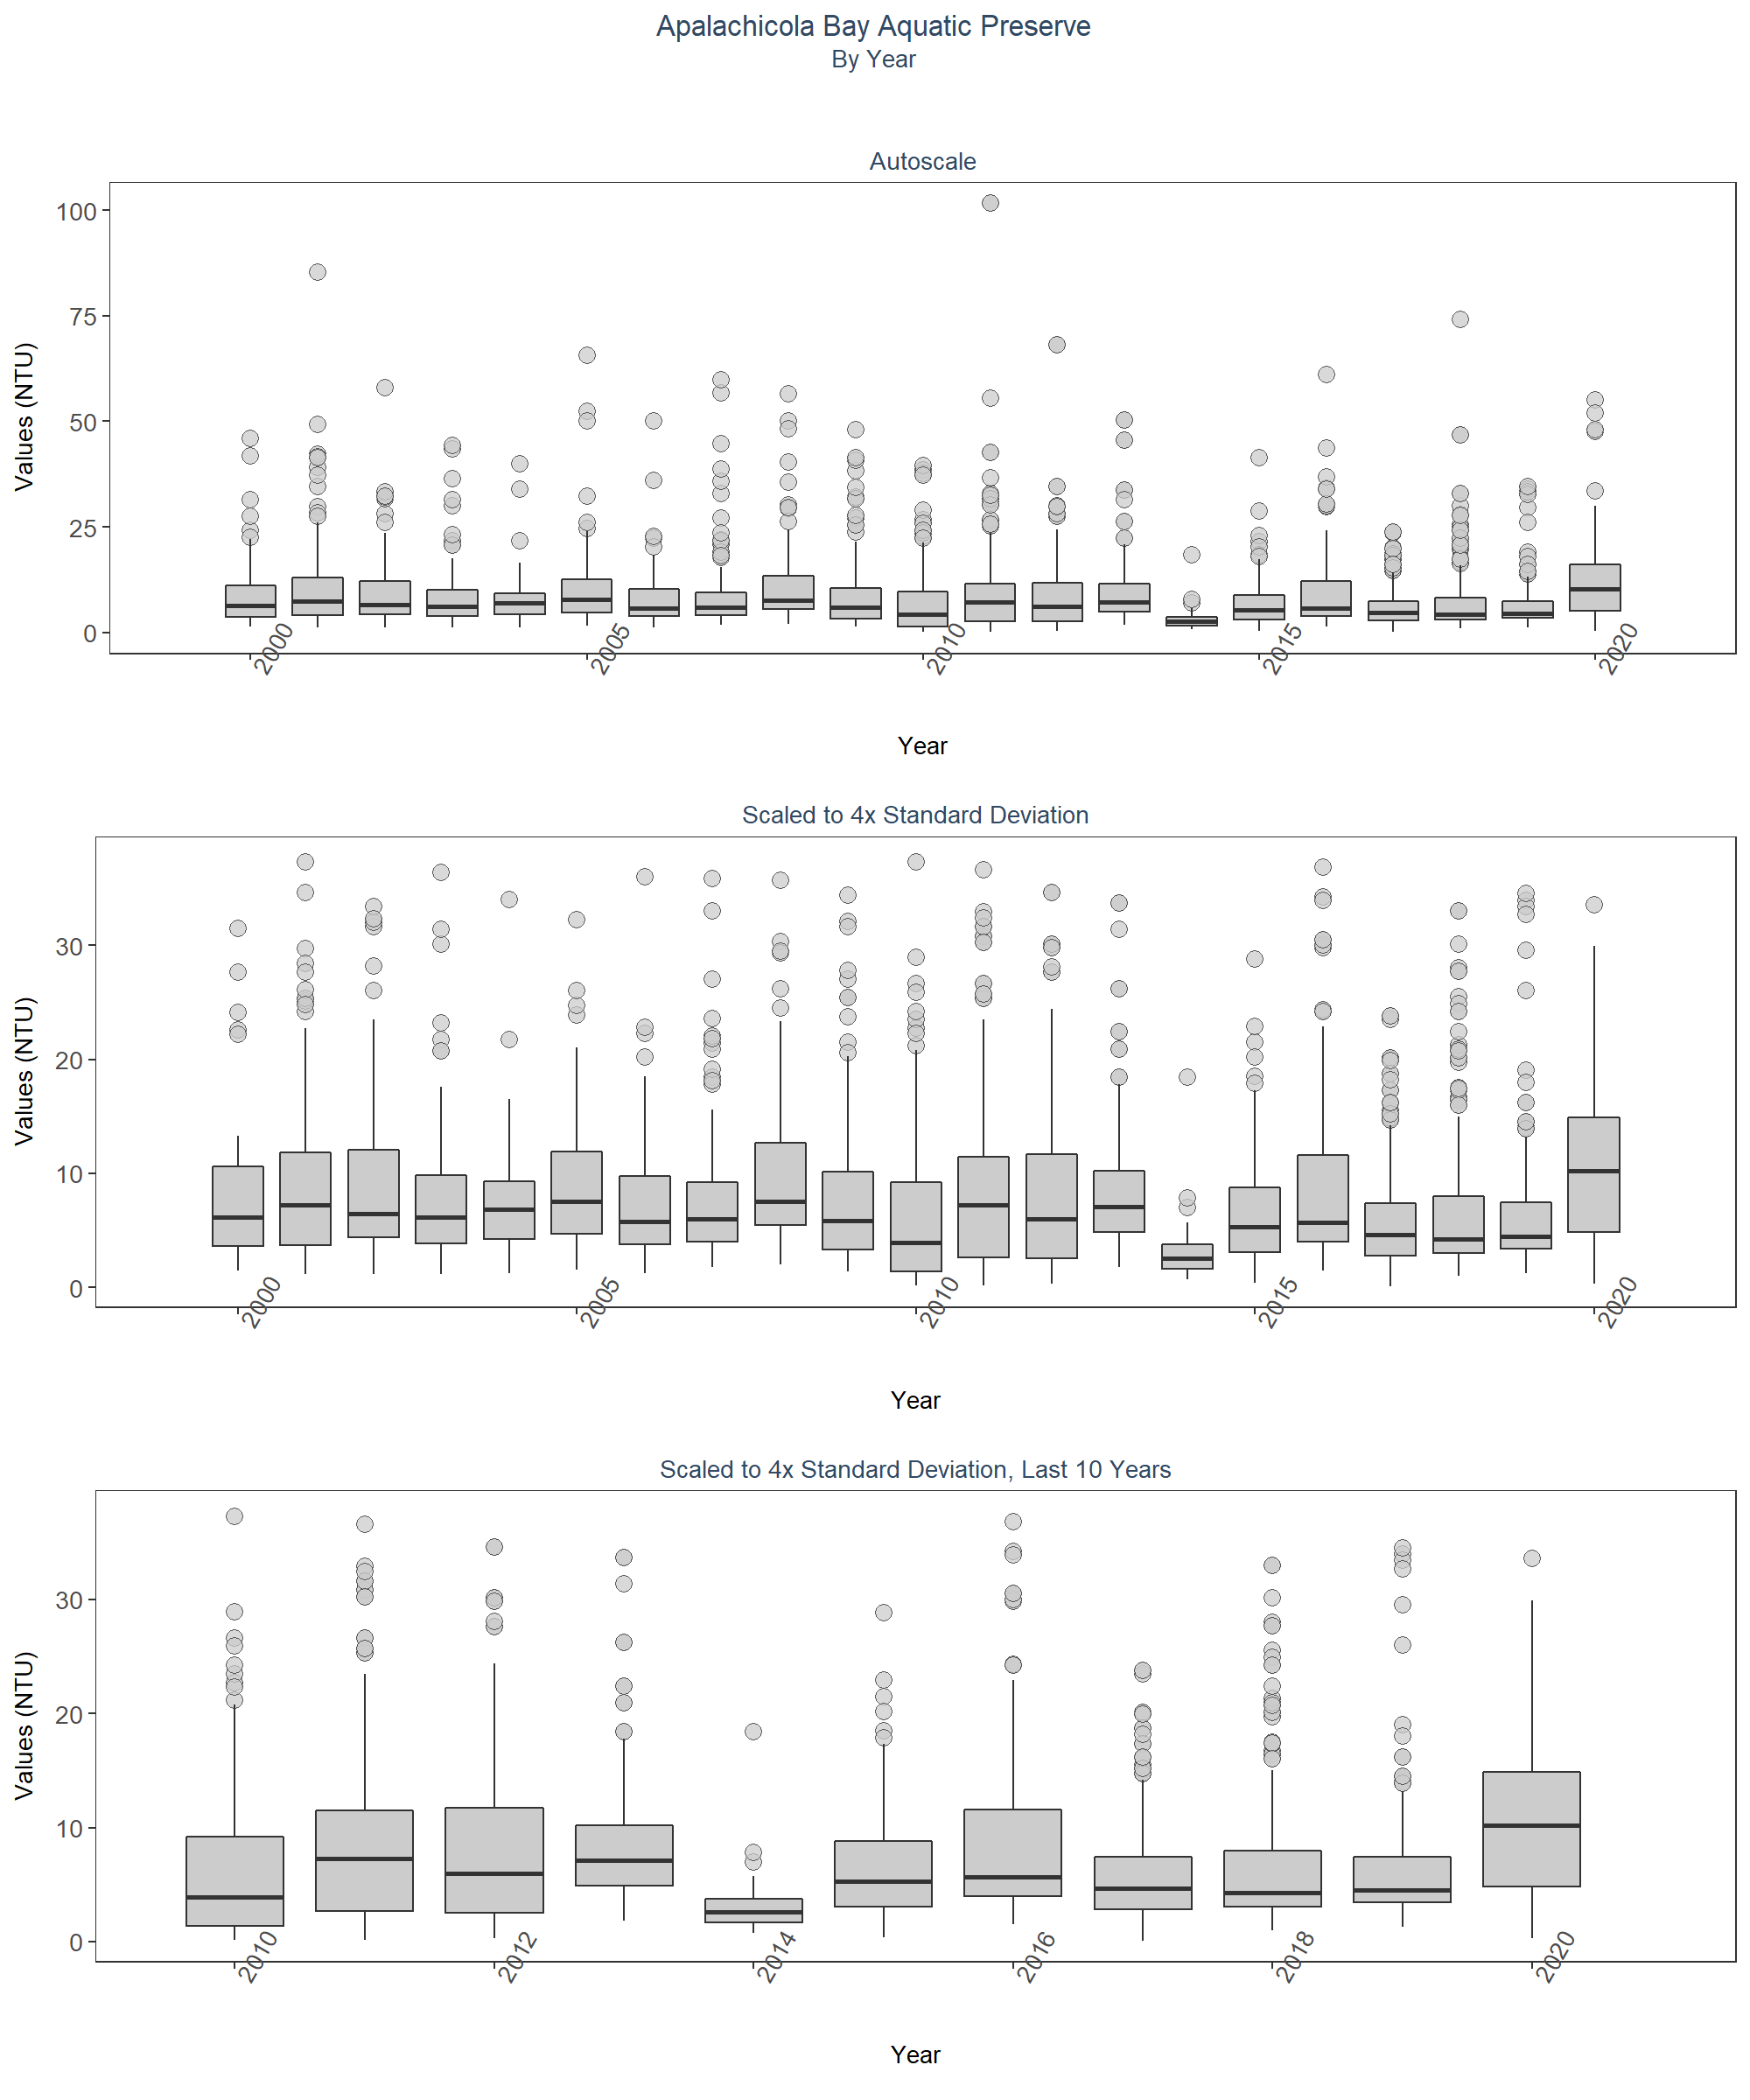 Apalachicola Bay Aquatic Preserve
By Year
Autoscale
Values (NTU)
100
75
50
25
0
2000
2005
2010
2015
2020
Year
Scaled to 4x Standard Deviation
Values (NTU)
30
20
10
0
2000
2005
2010
2015
2020
Year
Scaled to 4x Standard Deviation, Last 10 Years
Values (NTU)
30
20
10
0
2010
2012
2014
2016
2018
2020
Year